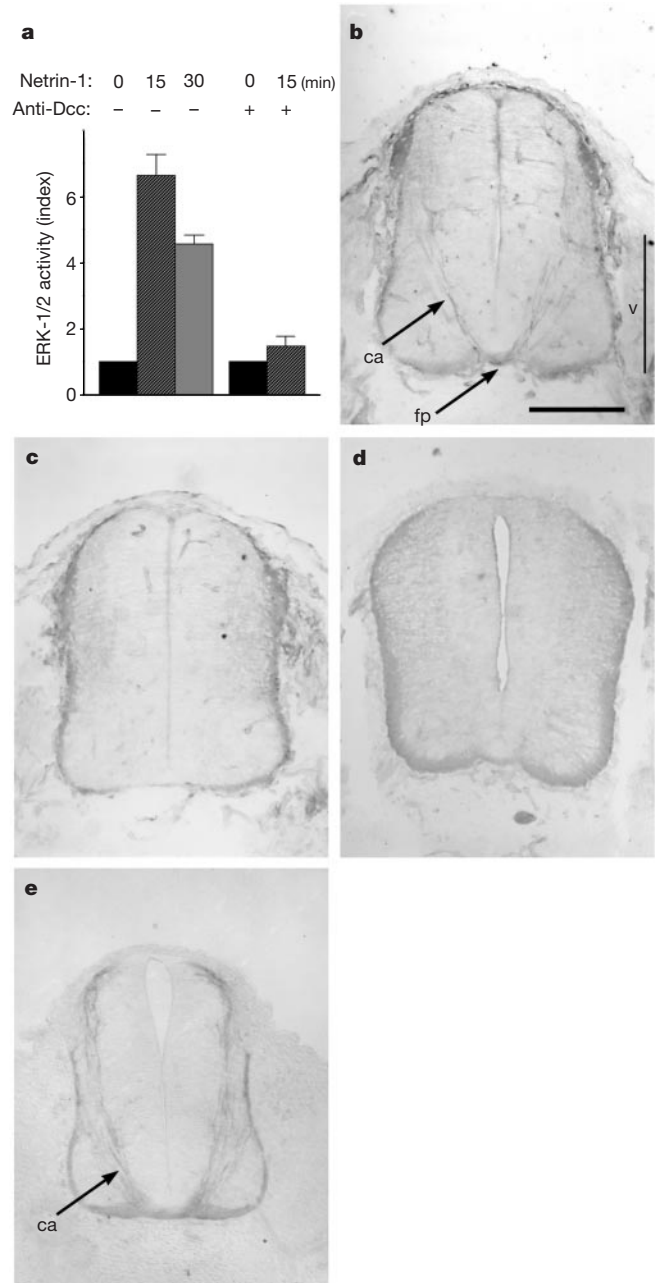 a
Netrin-1: 0 15 30 0 15 (min)
Anti-Dcc: – – – + +
ERK-1/2 activity (index)
6
4
2
0
b
ca
fp
v
c
d
e
ca